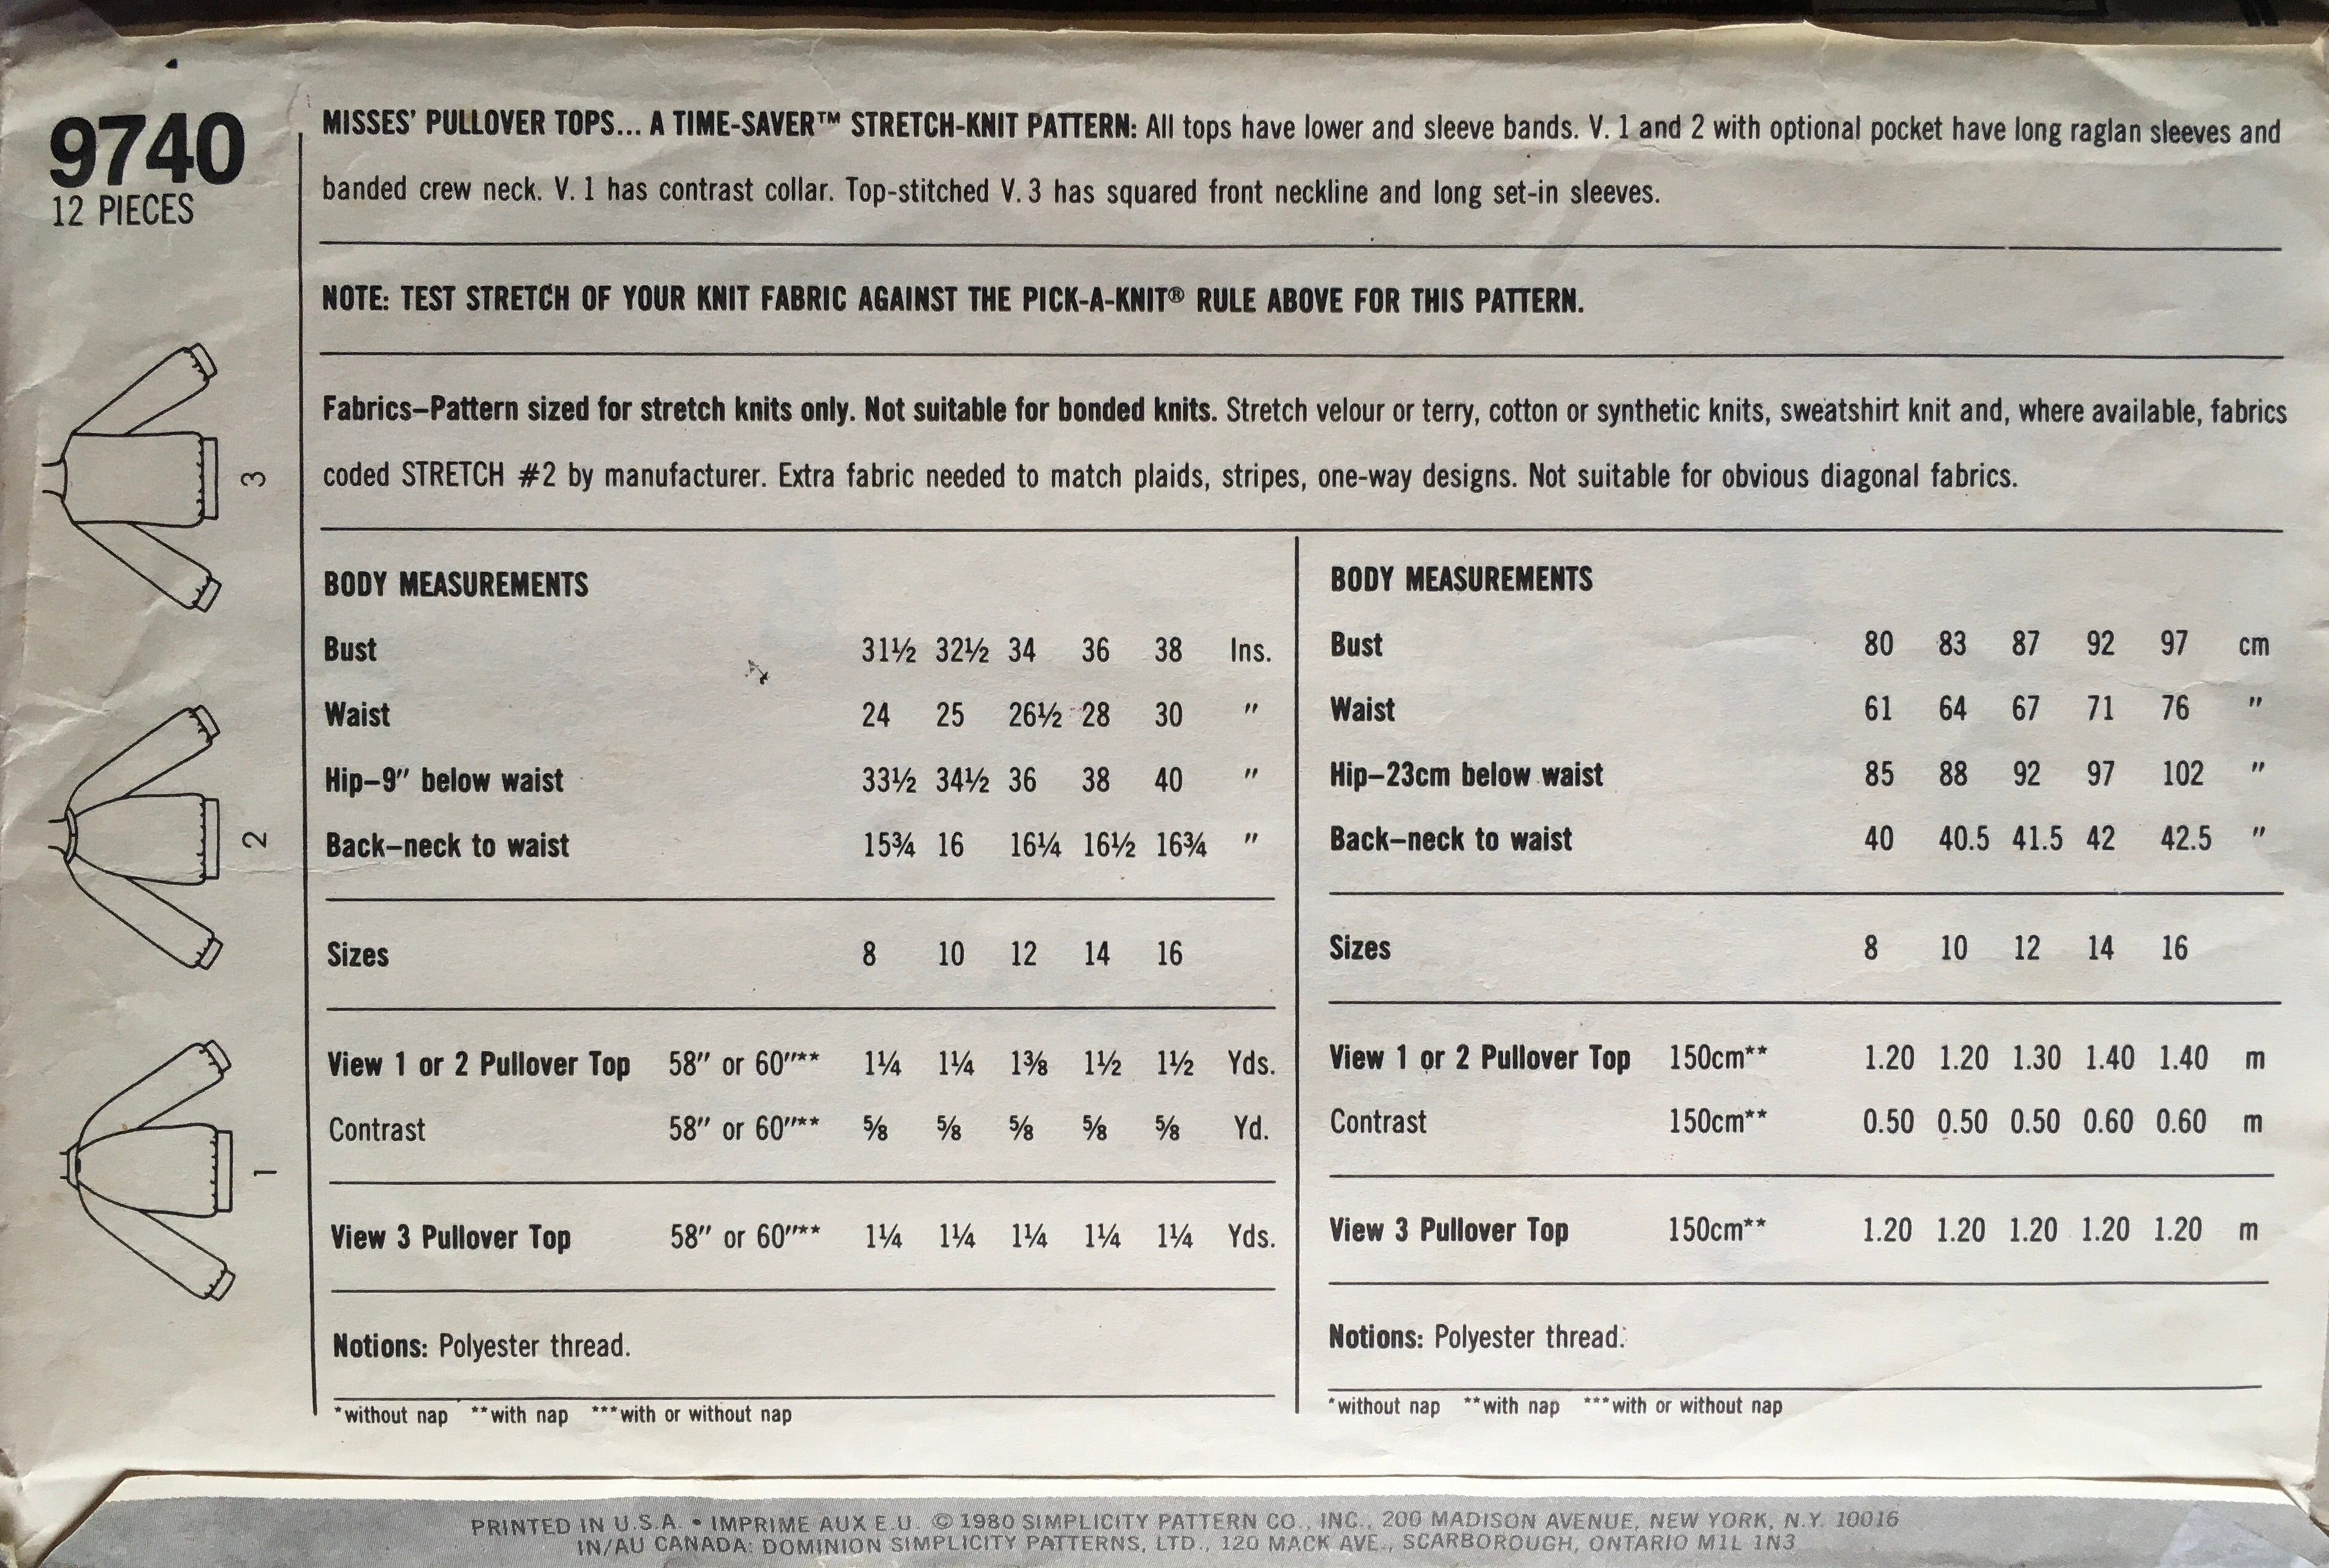 9740
12 PIECES
MISSES' PULLOVER TOPS... A TIME-SAVER™ STRETCH-KNIT PATTERN: All tops have lower and sleeve bands. V. 1 and 2 with optional pocket have long raglan sleeves and
banded crew neck. V. 1 has contrast collar. Top-stitched V. 3 has squared front neckline and long set-in sleeves.
NOTE: TEST STRETCH OF YOUR KNIT FABRIC AGAINST THE PICK-A-KNIT® RULE ABOVE FOR THIS PATTERN.
Fabrics–Pattern sized for stretch knits only. Not suitable for bonded knits. Stretch velour or terry, cotton or synthetic knits, sweatshirt knit and, where available, fabrics
coded STRETCH #2 by manufacturer. Extra fabric needed to match plaids, stripes, one-way designs. Not suitable for obvious diagonal fabrics.
3
2
1
BODY MEASUREMENTS
Bust 31½ 32½ 34 36 38 Ins.
Waist 24 25 26½ 28 30 "
Hip–9" below waist 33½ 34½ 36 38 40 "
Back–neck to waist 15¾ 16 16¼ 16½ 16¾ "
Sizes 8 10 12 14 16
View 1 or 2 Pullover Top 58" or 60"** 1¼ 1¼ 1⅜ 1½ 1½ Yds.
Contrast 58" or 60"** ⅝ ⅝ ⅝ ⅝ ⅝ Yd.
View 3 Pullover Top 58" or 60"** 1¼ 1¼ 1¼ 1¼ 1¼ Yds.
Notions: Polyester thread.
*without nap **with nap ***with or without nap
BODY MEASUREMENTS
Bust 80 83 87 92 97 cm
Waist 61 64 67 71 76 "
Hip–23cm below waist 85 88 92 97 102 "
Back–neck to waist 40 40.5 41.5 42 42.5 "
Sizes 8 10 12 14 16
View 1 or 2 Pullover Top 150cm** 1.20 1.20 1.30 1.40 1.40 m
Contrast 150cm** 0.50 0.50 0.50 0.60 0.60 m
View 3 Pullover Top 150cm** 1.20 1.20 1.20 1.20 1.20 m
Notions: Polyester thread.
*without nap **with nap ***with or without nap
PRINTED IN U.S.A. • IMPRIME AUX E.U. © 1980 SIMPLICITY PATTERN CO., INC., 200 MADISON AVENUE, NEW YORK, N.Y. 10016
IN/AU CANADA: DOMINION SIMPLICITY PATTERNS, LTD., 120 MACK AVE., SCARBOROUGH, ONTARIO M1L 1N3